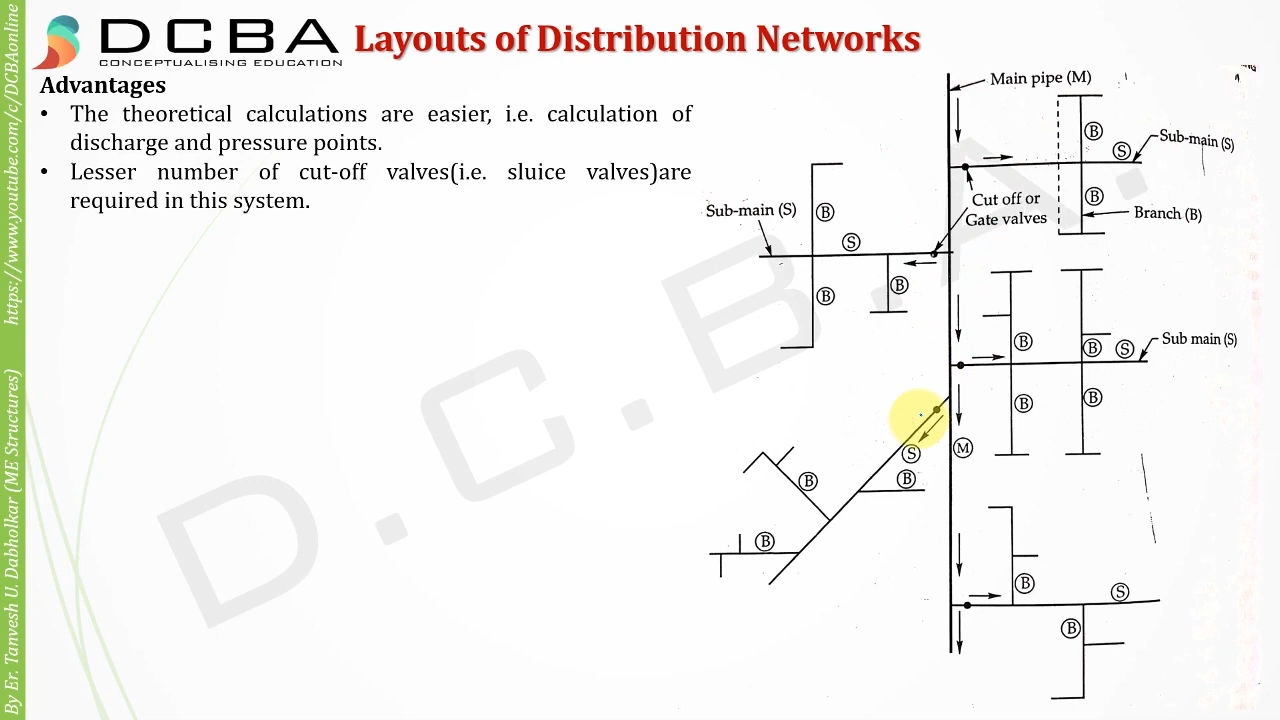 DCBA
CONCEPTUALISING EDUCATION
Layouts of Distribution Networks
Advantages
• The theoretical calculations are easier, i.e. calculation of
discharge and pressure points.
• Lesser number of cut-off valves(i.e. sluice valves)are
required in this system.
Main pipe (M)
B
S
Sub-main (S)
Cut off or
Gate valves
B
Branch (B)
Sub-main (S)
B
S
B
B
B
B
S
Sub main (S)
B
B
M
S
B
B
B
B
S
B
D.C.B.A.
By Er. Tanvesh U. Dabholkar (ME Structures) https://www.youtube.com/c/DCBAonline